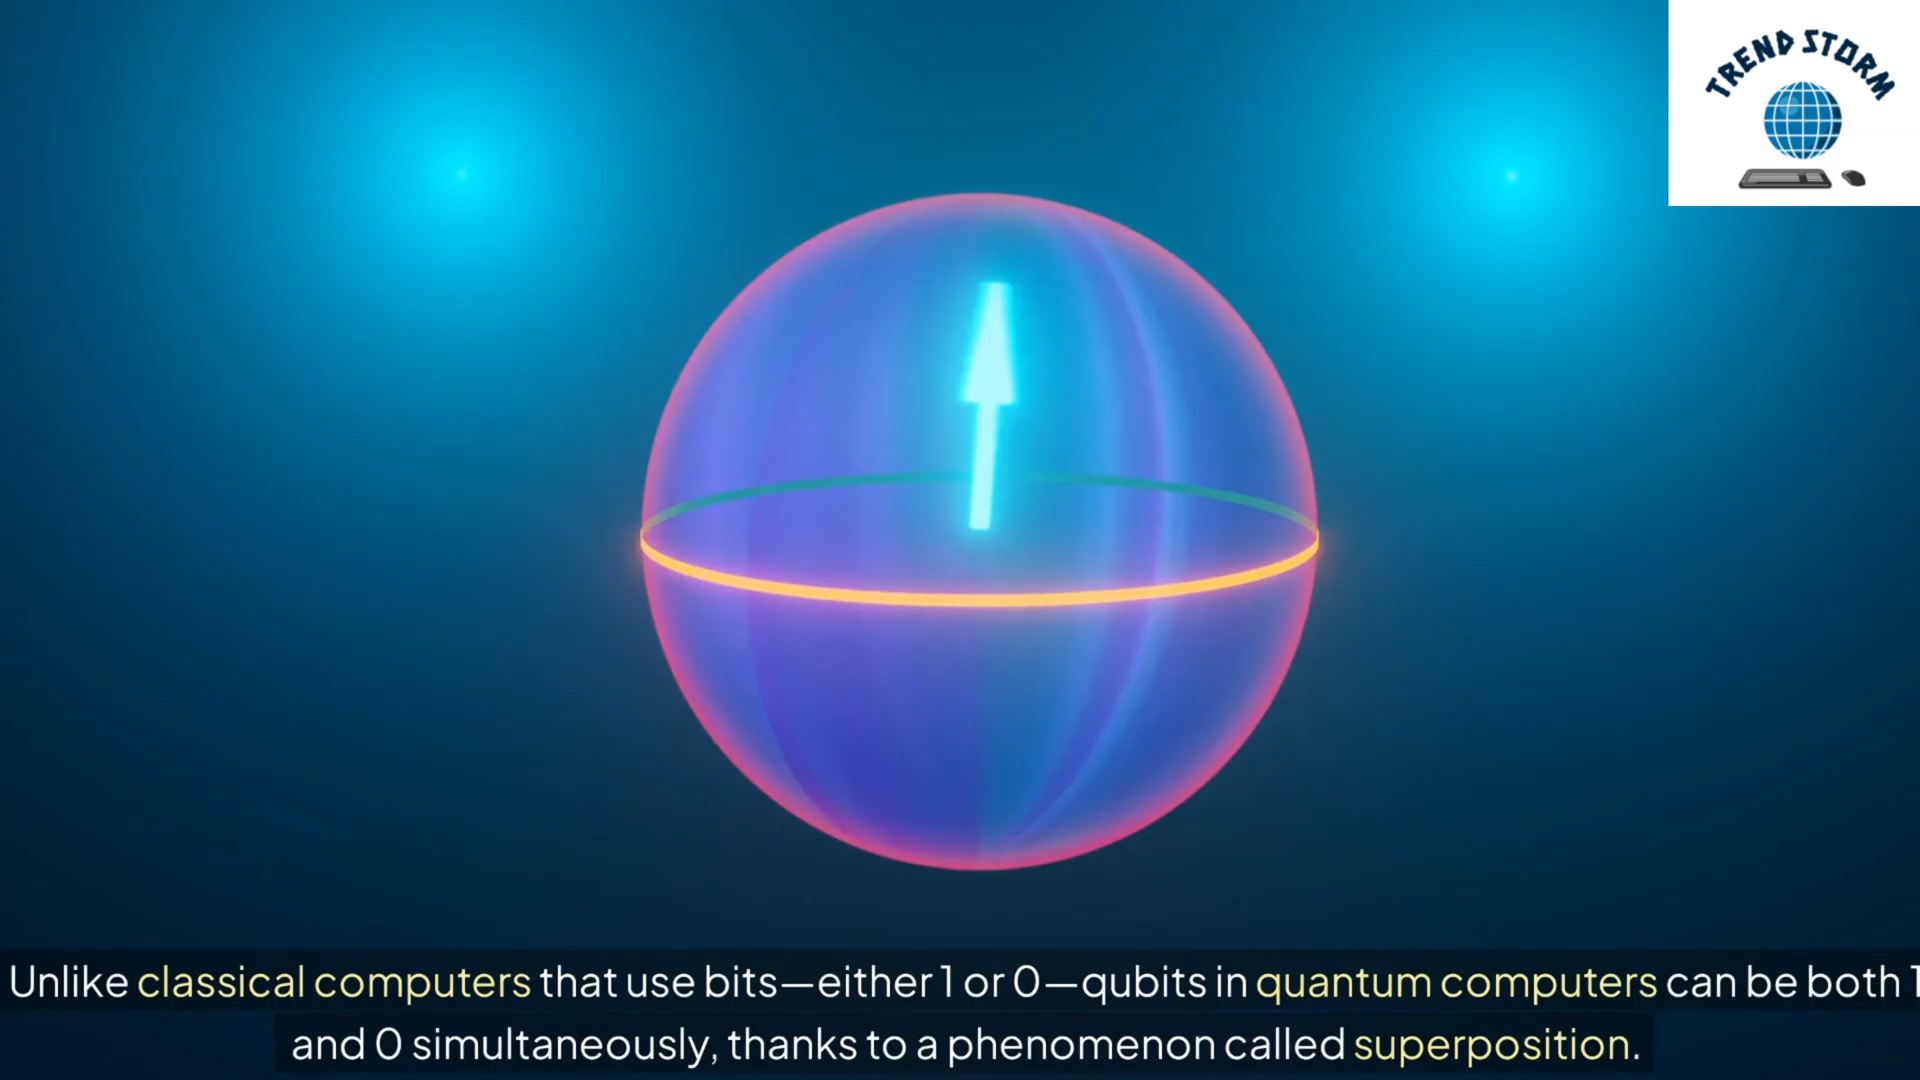 TREND STORM
Unlike classical computers that use bits—either 1 or 0—qubits in quantum computers can be both 1
and 0 simultaneously, thanks to a phenomenon called superposition.